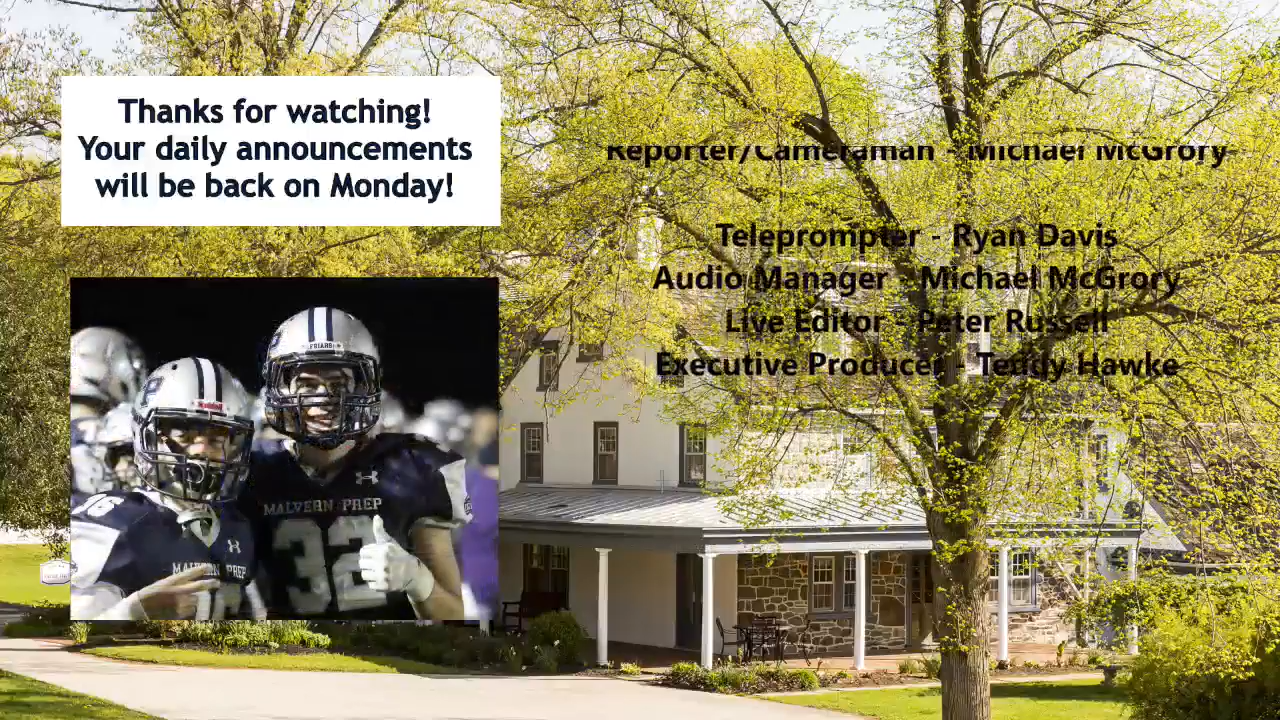 Thanks for watching!
Your daily announcements
will be back on Monday!
Reporter/Cameraman - Michael McGrory
Teleprompter - Ryan Davis
Audio Manager - Michael McGrory
Live Editor - Peter Russell
Executive Producer - Teddy Hawke
FRIARS
MALVERN PREP
32
MALVERN PREP